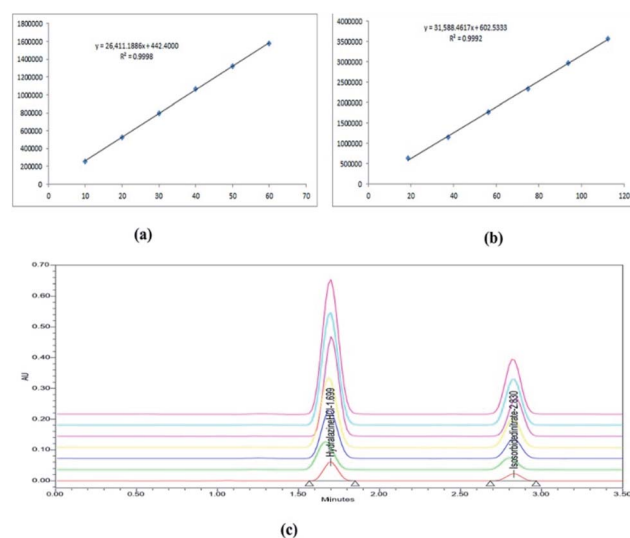 1800000
1600000
1400000
1200000
1000000
800000
600000
400000
200000
0
0 10 20 30 40 50 60 70
y = 26,411.1886x + 442.4000
R² = 0.9998
(a)
4000000
3500000
3000000
2500000
2000000
1500000
1000000
500000
0
0 20 40 60 80 100 120
y = 31,588.4617x + 602.5333
R² = 0.9992
(b)
0.70
0.60
0.50
0.40
0.30
0.20
0.10
0.00
AU
HydralazineHCl-1.699
Isosorbidedinitrate-2.830
0.00 0.50 1.00 1.50 2.00 2.50 3.00 3.50
Minutes
(c)